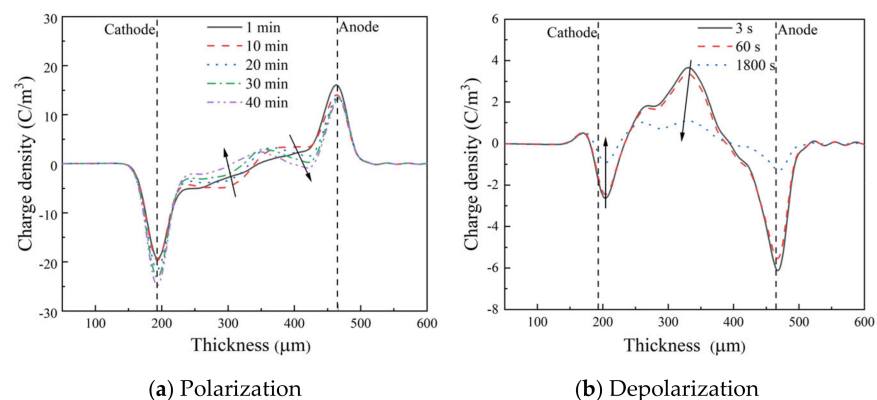 Cathode
Anode
1 min
10 min
20 min
30 min
40 min
30
20
10
0
-10
-20
-30
Charge density (C/m³)
100
200
300
400
500
600
Thickness (μm)
(a) Polarization
Cathode
Anode
3 s
60 s
1800 s
6
4
2
0
-2
-4
-6
-8
Charge density (C/m³)
100
200
300
400
500
600
Thickness (μm)
(b) Depolarization